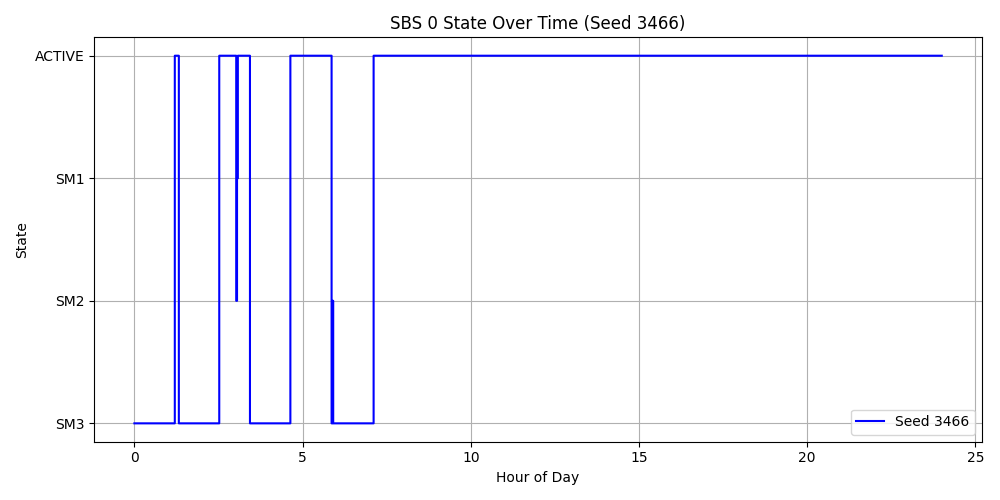 SBS 0 State Over Time (Seed 3466)
ACTIVE
SM1
SM2
SM3
State
0 5 10 15 20 25
Hour of Day
Seed 3466